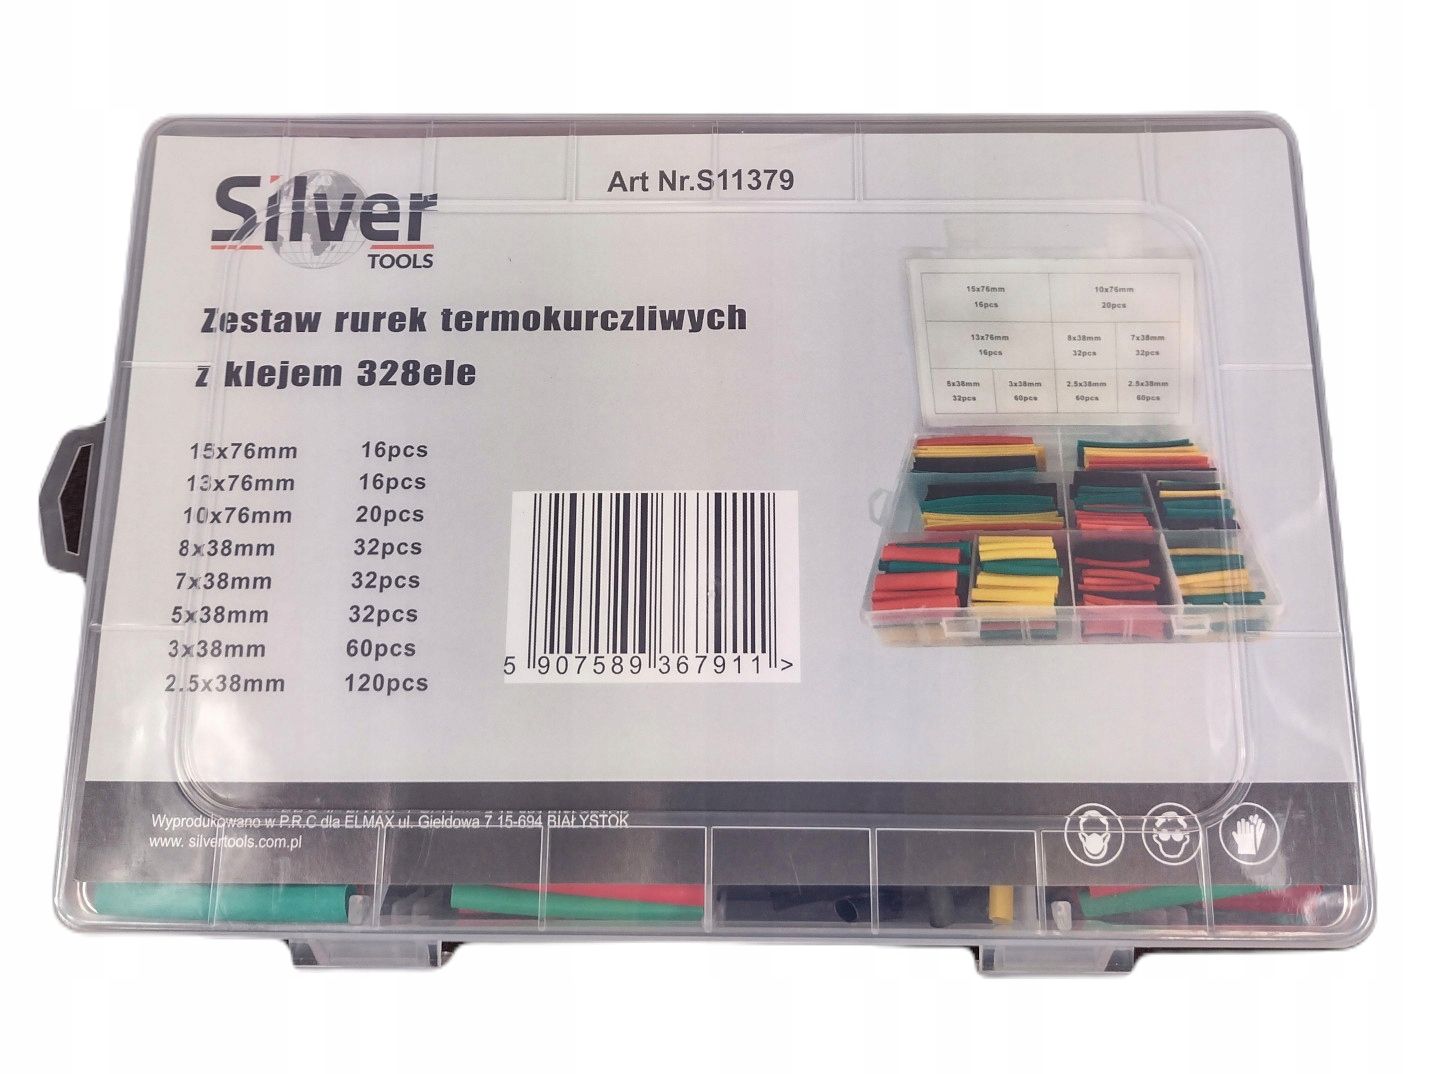 Silver
TOOLS
Art Nr.S11379
Zestaw rurek termokurczliwych
z klejem 328ele
15x76mm 16pcs
13x76mm 16pcs
10x76mm 20pcs
8x38mm 32pcs
7x38mm 32pcs
5x38mm 32pcs
3x38mm 60pcs
2.5x38mm 120pcs
5 907589 367911 >
15x76mm 10x76mm
16pcs 20pcs
13x76mm 8x38mm 7x38mm
16pcs 32pcs 32pcs
5x38mm 3x38mm 2.5x38mm 2.5x38mm
32pcs 60pcs 60pcs 60pcs
Wyprodukowano w P.R.C dla ELMAX ul. Giełdowa 7 15-694 BIAŁYSTOK
www. silvertools.com.pl